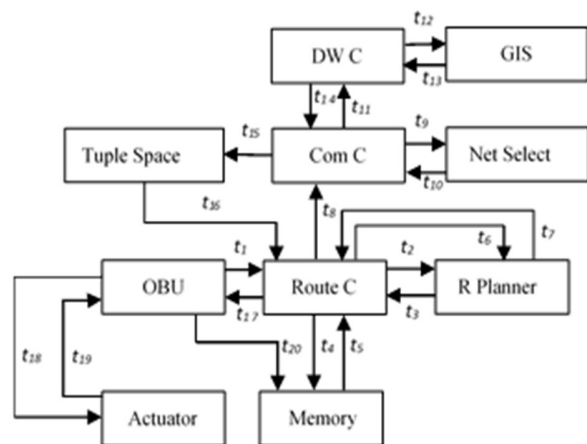 t12
DW C
GIS
t13
t14
t11
t15
t9
Tuple Space
Com C
Net Select
t10
t16
t8
t7
t6
t1
t2
OBU
Route C
R Planner
t17
t3
t18
t19
t20
t4
t5
Actuator
Memory